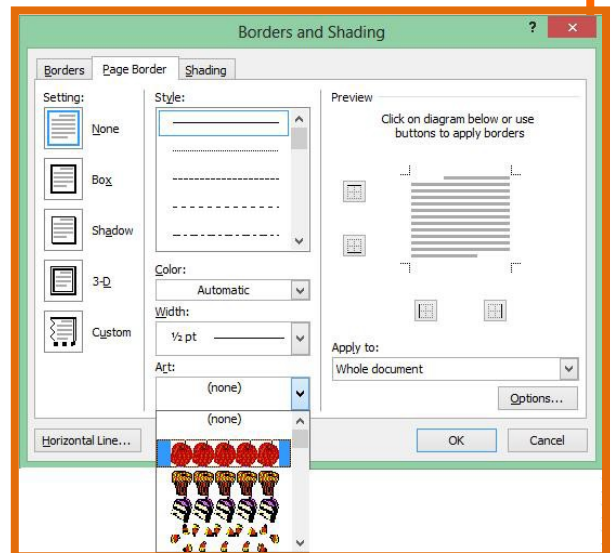 Borders and Shading
?
×
Borders
Page Border
Shading
Setting:
None
Box
Shadow
3-D
Custom
Style:
Color:
Automatic
Width:
½ pt
Art:
(none)
(none)
Preview
Click on diagram below or use
buttons to apply borders
Apply to:
Whole document
Options...
Horizontal Line...
OK
Cancel